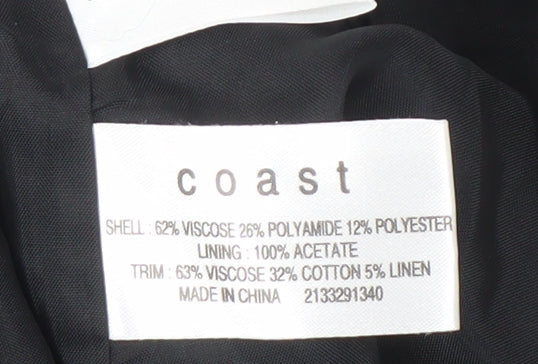 coast
SHELL : 62% VISCOSE 26% POLYAMIDE 12% POLYESTER
LINING : 100% ACETATE
TRIM : 63% VISCOSE 32% COTTON 5% LINEN
MADE IN CHINA 2133291340